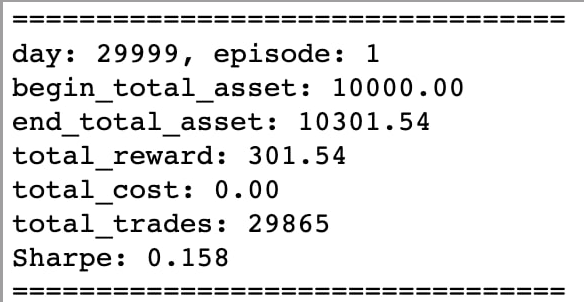 =================================
day: 29999, episode: 1
begin_total_asset: 10000.00
end_total_asset: 10301.54
total_reward: 301.54
total_cost: 0.00
total_trades: 29865
Sharpe: 0.158
=================================